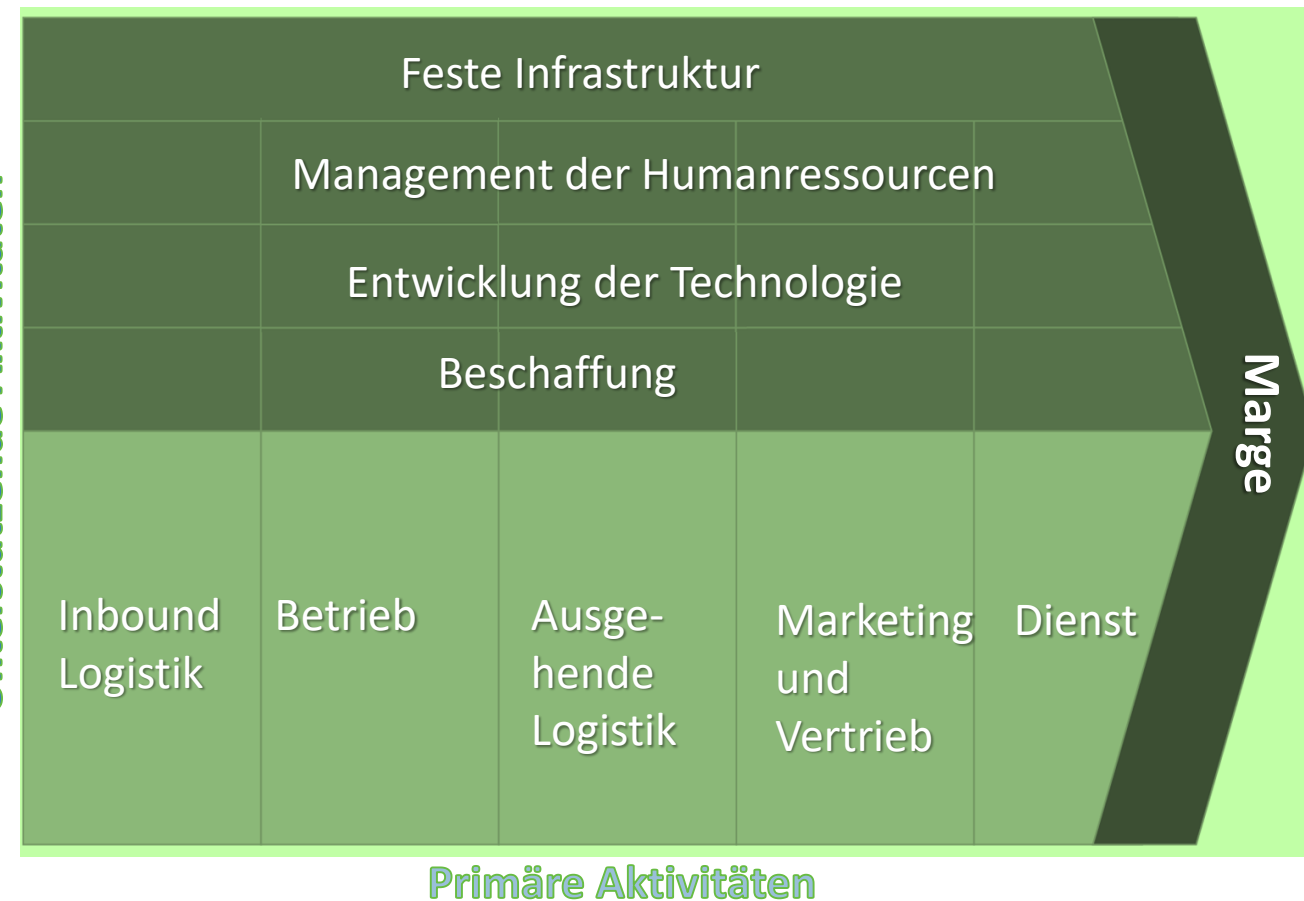 Feste Infrastruktur
Management der Humanressourcen
Entwicklung der Technologie
Beschaffung
Marge
Inbound
Logistik
Betrieb
Ausge-
hende
Logistik
Marketing
und
Vertrieb
Dienst
Primäre Aktivitäten